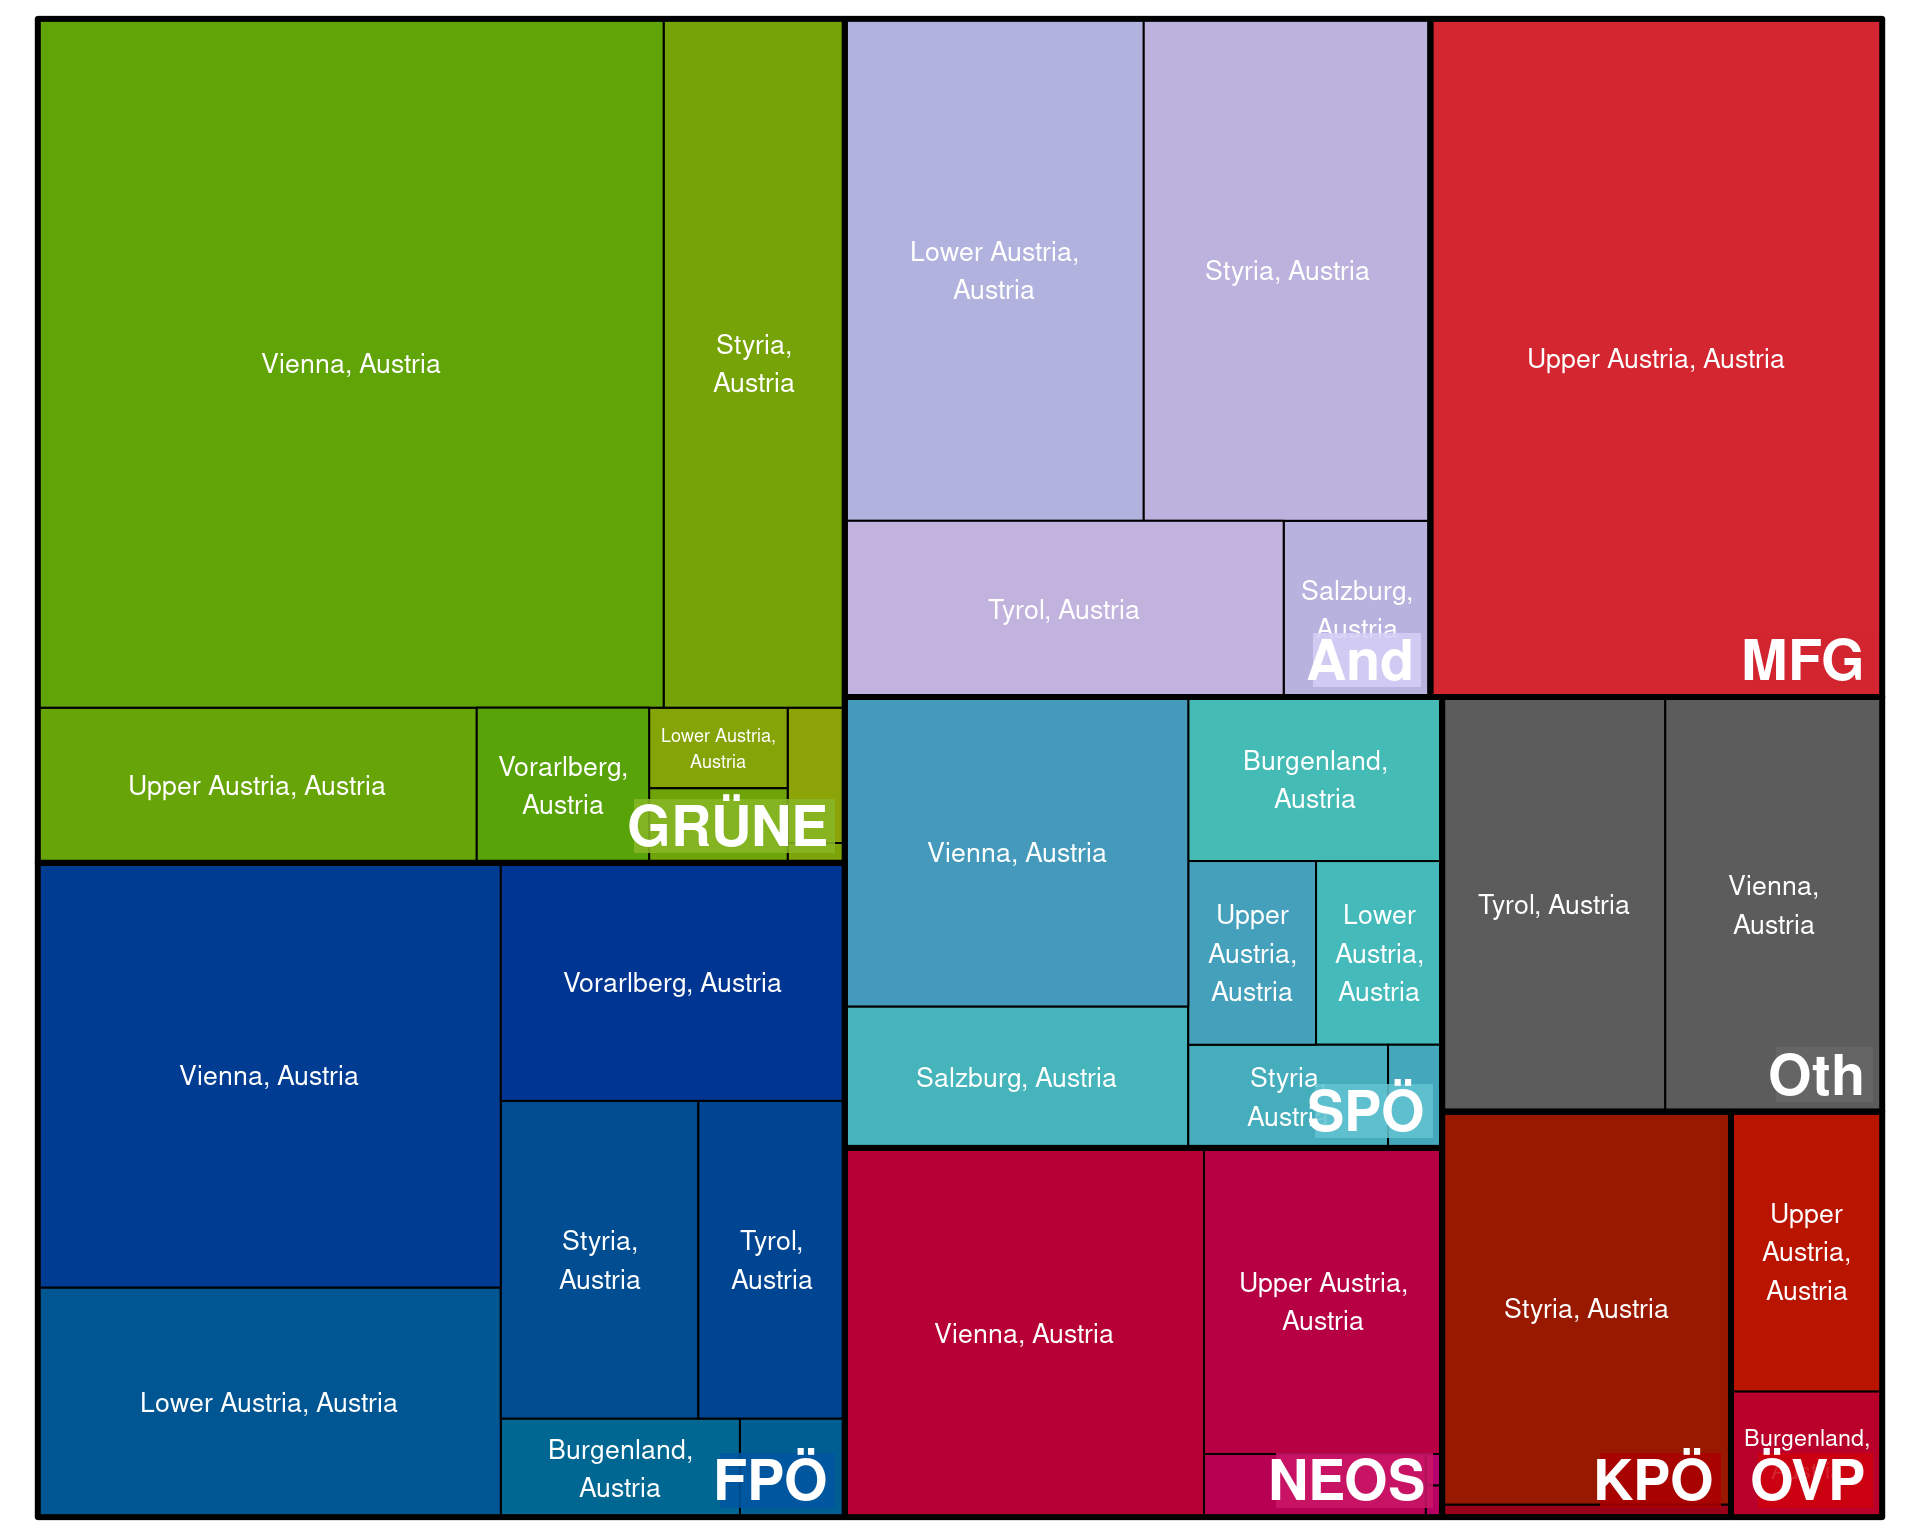 Vienna, Austria
Styria,
Austria
Upper Austria, Austria
Vorarlberg,
Austria
Lower Austria,
Austria
GRÜNE
Lower Austria,
Austria
Styria, Austria
Tyrol, Austria
Salzburg,
Austria
And
Upper Austria, Austria
MFG
Vienna, Austria
Vorarlberg, Austria
Styria,
Austria
Tyrol,
Austria
Lower Austria, Austria
Burgenland,
Austria
FPÖ
Vienna, Austria
Burgenland,
Austria
Upper
Austria,
Austria
Lower
Austria,
Austria
Salzburg, Austria
Styria,
Austria
SPÖ
Tyrol, Austria
Vienna,
Austria
Oth
Vienna, Austria
Upper Austria,
Austria
NEOS
Styria, Austria
KPÖ
Upper
Austria,
Austria
Burgenland,
ÖVP